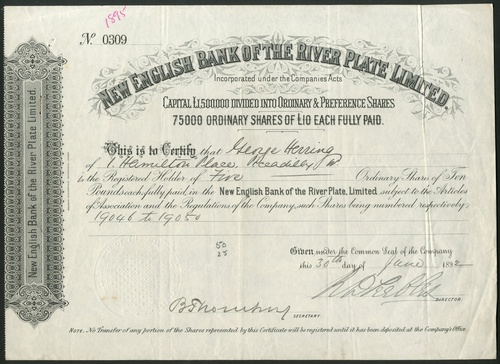 1895
No 0309
NEW ENGLISH BANK OF THE RIVER PLATE LIMITED.
Incorporated under the Companies Acts
CAPITAL £1,500,000 DIVIDED INTO ORDINARY & PREFERENCE SHARES
75000 ORDINARY SHARES OF £10 EACH FULLY PAID.
This is to Certify that George Herring
of 1. Hamilton Place, Piccadilly W
is the Registered Holder of Five Ordinary Shares of Ten
Pounds each, fully paid, in the New English Bank of the River Plate, Limited subject to the Articles
of Association and the Regulations of the Company, such Shares being numbered respectively
19046 to 19050
50
25
Given under the Common Seal of the Company
this 30th day of June 1892
DIRECTOR.
SECRETARY
Note. No Transfer of any portion of the Shares represented by this Certificate will be registered until it has been deposited at the Company's Office.
New English Bank of the River Plate Limited.